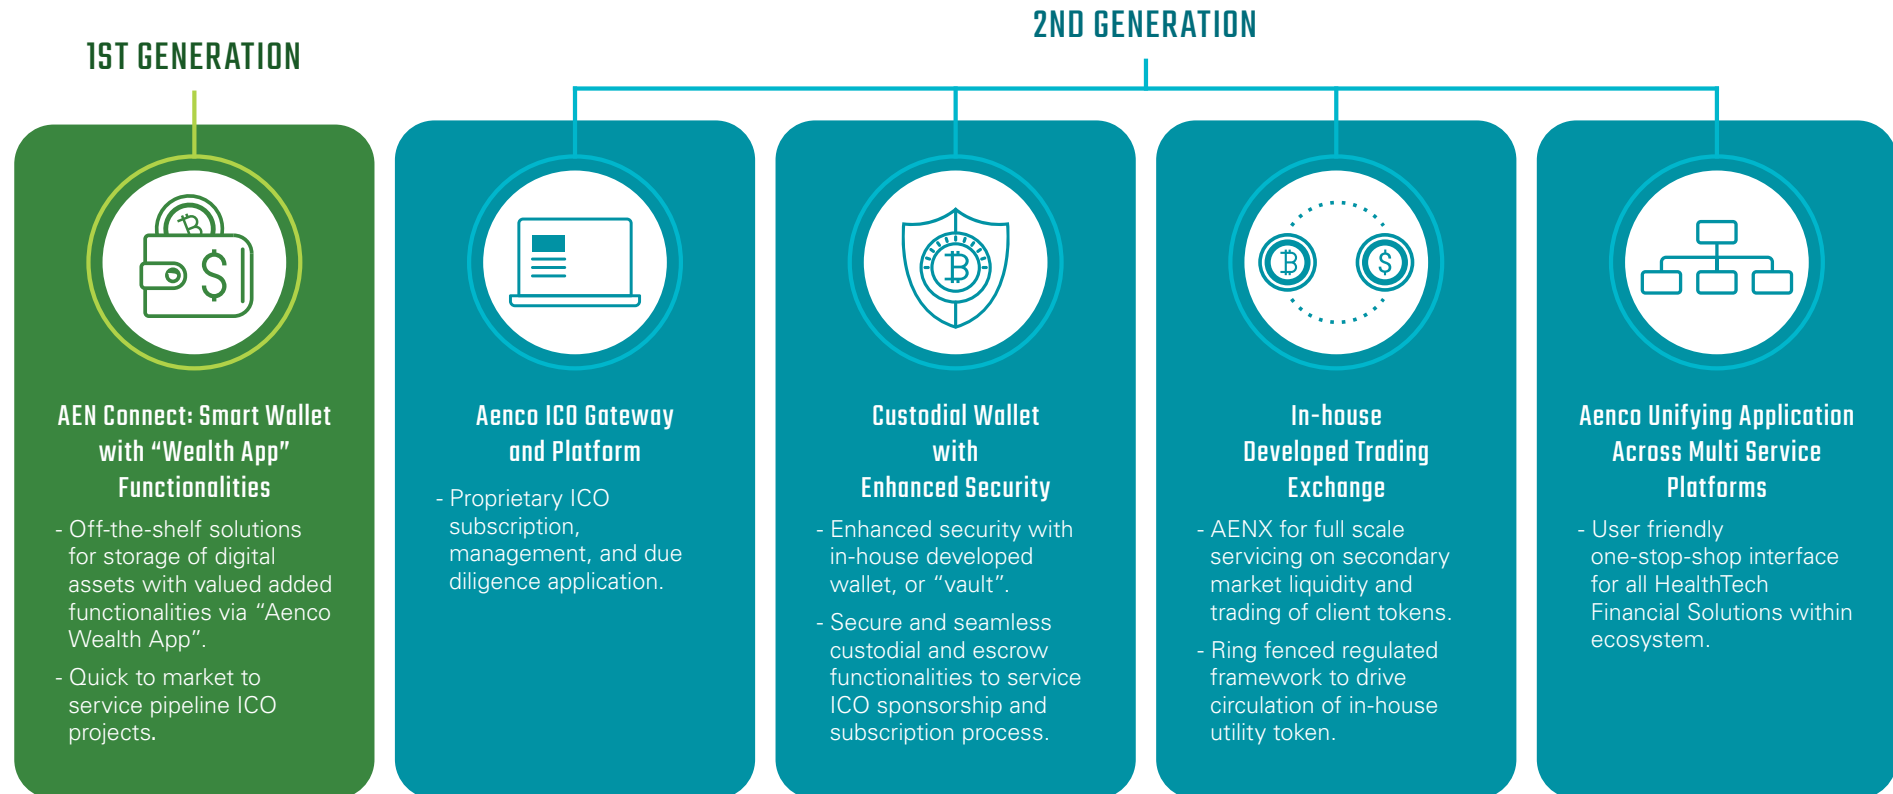 1ST GENERATION
2ND GENERATION
AEN Connect: Smart Wallet
with “Wealth App”
Functionalities
- Off-the-shelf solutions
for storage of digital
assets with valued added
functionalities via “Aenco
Wealth App”.
- Quick to market to
service pipeline ICO
projects.
Aenco ICO Gateway
and Platform
- Proprietary ICO
subscription,
management, and due
diligence application.
Custodial Wallet
with
Enhanced Security
- Enhanced security with
in-house developed
wallet, or “vault”.
- Secure and seamless
custodial and escrow
functionalities to service
ICO sponsorship and
subscription process.
In-house
Developed Trading
Exchange
- AENX for full scale
servicing on secondary
market liquidity and
trading of client tokens.
- Ring fenced regulated
framework to drive
circulation of in-house
utility token.
Aenco Unifying Application
Across Multi Service
Platforms
- User friendly
one-stop-shop interface
for all HealthTech
Financial Solutions within
ecosystem.